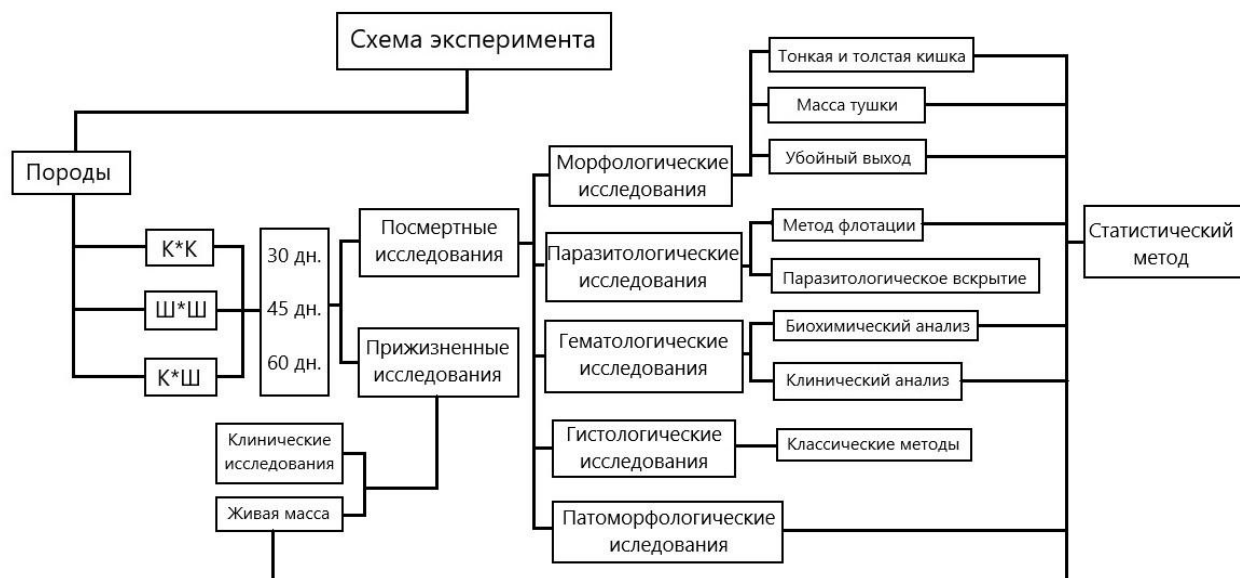 Схема эксперимента
Породы
К*К
Ш*Ш
К*Ш
30 дн.
45 дн.
60 дн.
Посмертные
исследования
Прижизненные
исследования
Клинические
исследования
Живая масса
Морфологические
исследования
Паразитологические
исследования
Гематологические
исследования
Гистологические
исследования
Патоморфологические
иследования
Тонкая и толстая кишка
Масса тушки
Убойный выход
Метод флотации
Паразитологическое вскрытие
Биохимический анализ
Клинический анализ
Классические методы
Статистический
метод